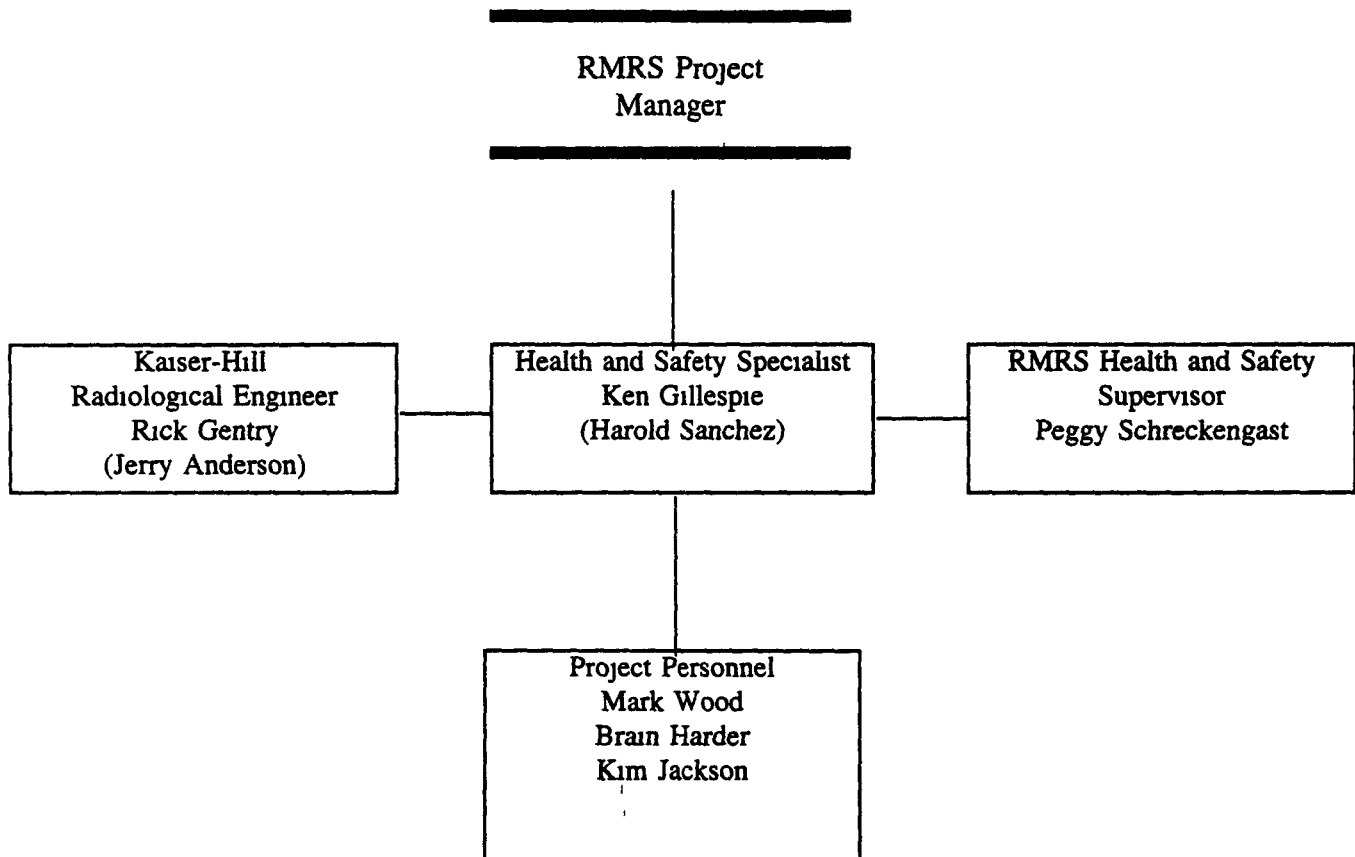 RMRS Project
Manager
Kaiser-Hill
Radiological Engineer
Rick Gentry
(Jerry Anderson)
Health and Safety Specialist
Ken Gillespie
(Harold Sanchez)
RMRS Health and Safety
Supervisor
Peggy Schreckengast
Project Personnel
Mark Wood
Brain Harder
Kim Jackson